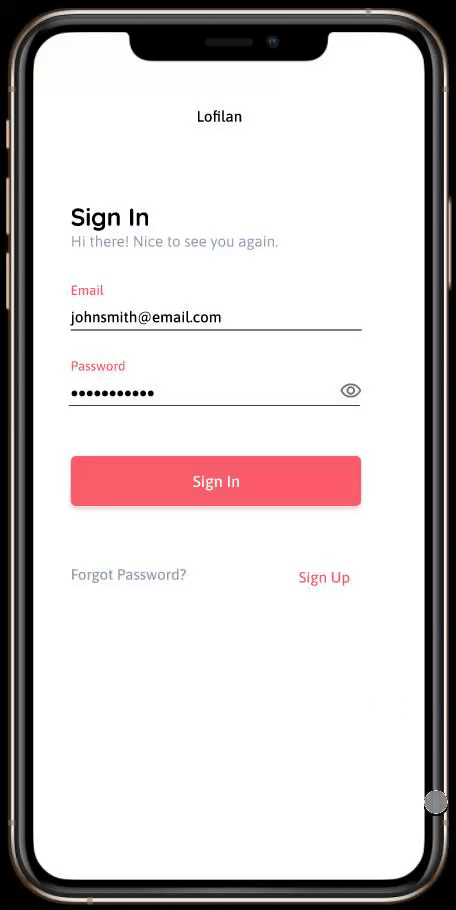 Lofilan
Sign In
Hi there! Nice to see you again.
Email
johnsmith@email.com
Password
•••••••••••
Sign In
Forgot Password? Sign Up